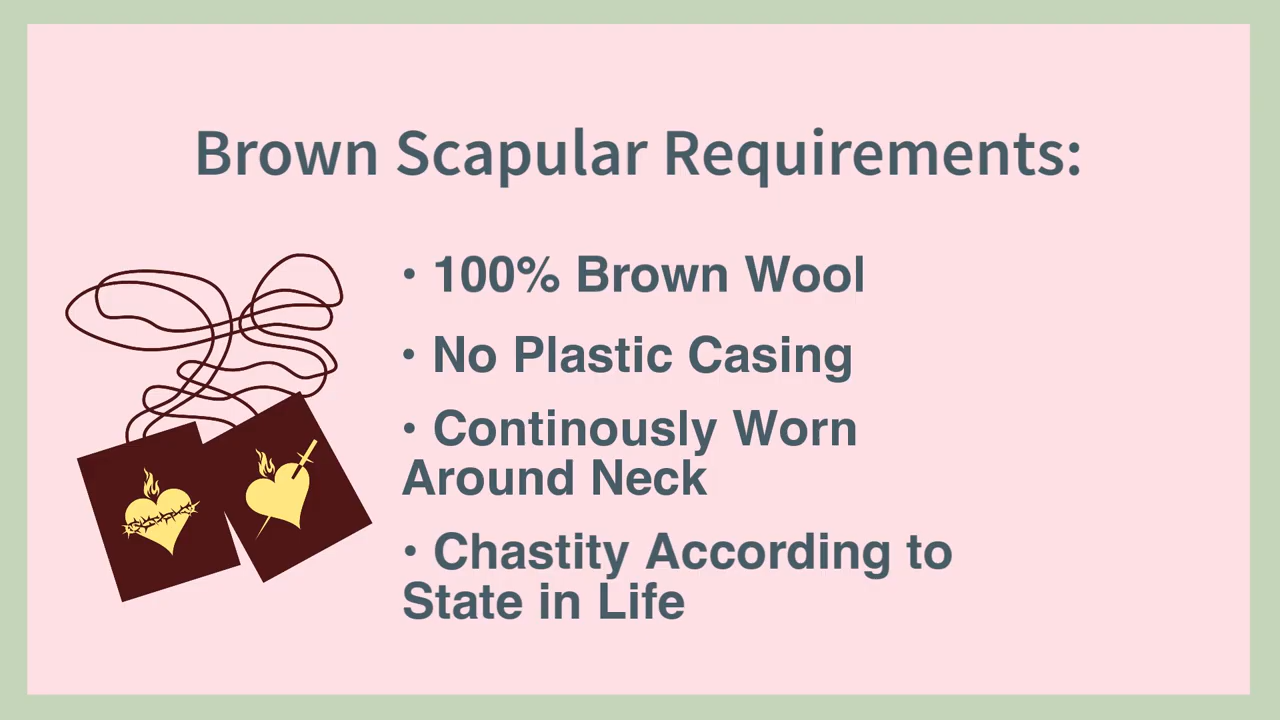 Brown Scapular Requirements:
• 100% Brown Wool
• No Plastic Casing
• Continously Worn
Around Neck
• Chastity According to
State in Life